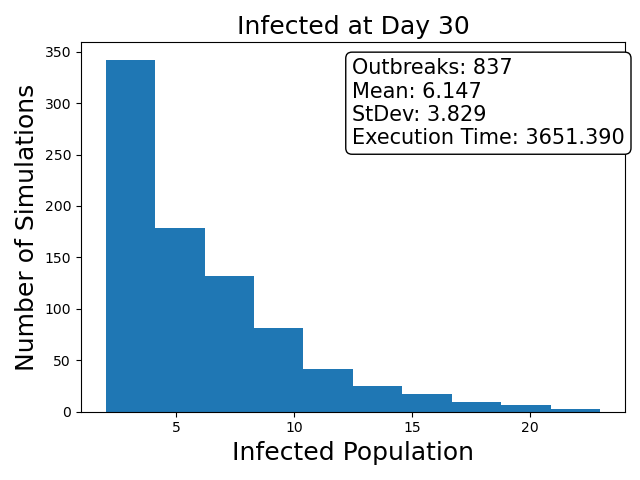 Infected at Day 30
Outbreaks: 837
Mean: 6.147
StDev: 3.829
Execution Time: 3651.390
Number of Simulations
350
300
250
200
150
100
50
0
5
10
15
20
Infected Population